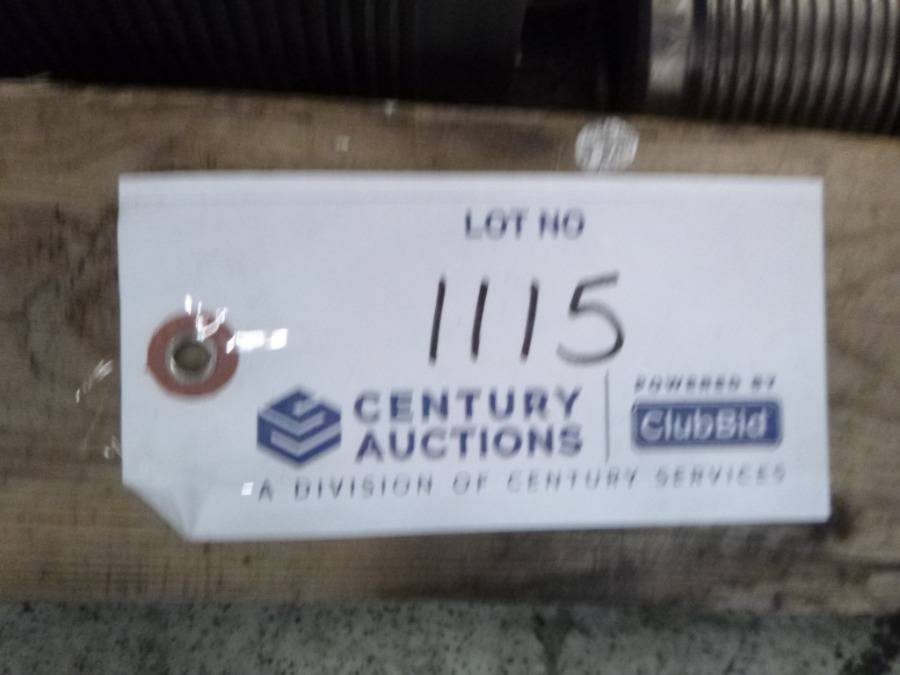 LOT NO
1115
CENTURY
AUCTIONS
POWERED BY
ClubBid
A DIVISION OF CENTURY SERVICES